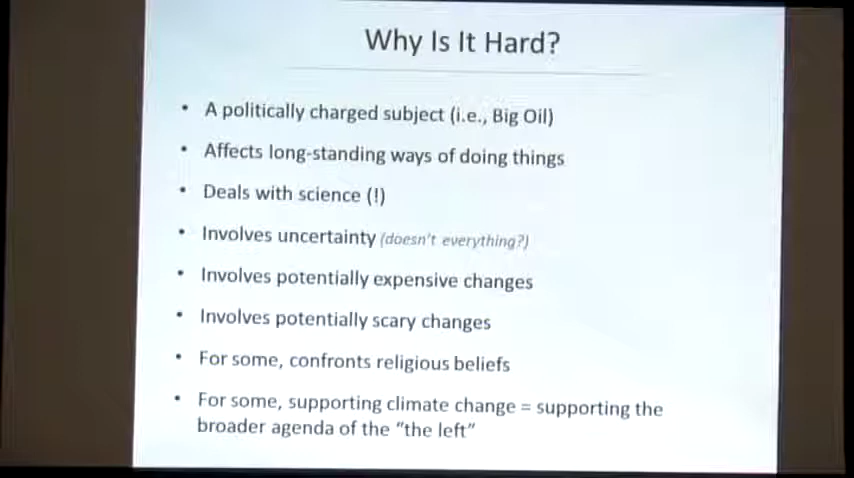 Why Is It Hard?
• A politically charged subject (i.e., Big Oil)
• Affects long-standing ways of doing things
• Deals with science (!)
• Involves uncertainty (doesn't everything?)
• Involves potentially expensive changes
• Involves potentially scary changes
• For some, confronts religious beliefs
• For some, supporting climate change = supporting the
broader agenda of the "the left"